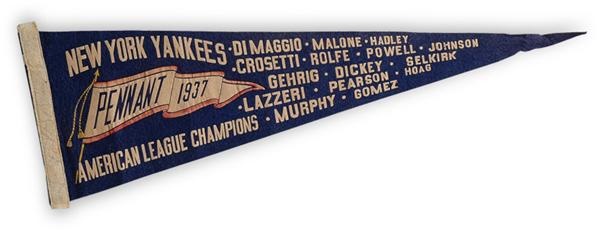 NEW YORK YANKEES · DI MAGGIO · MALONE · HADLEY
CROSETTI · ROLFE · POWELL · JOHNSON
GEHRIG · DICKEY · SELKIRK
· LAZZERI · PEARSON · HOAG
MURPHY · GOMEZ
PENNANT 1937
AMERICAN LEAGUE CHAMPIONS